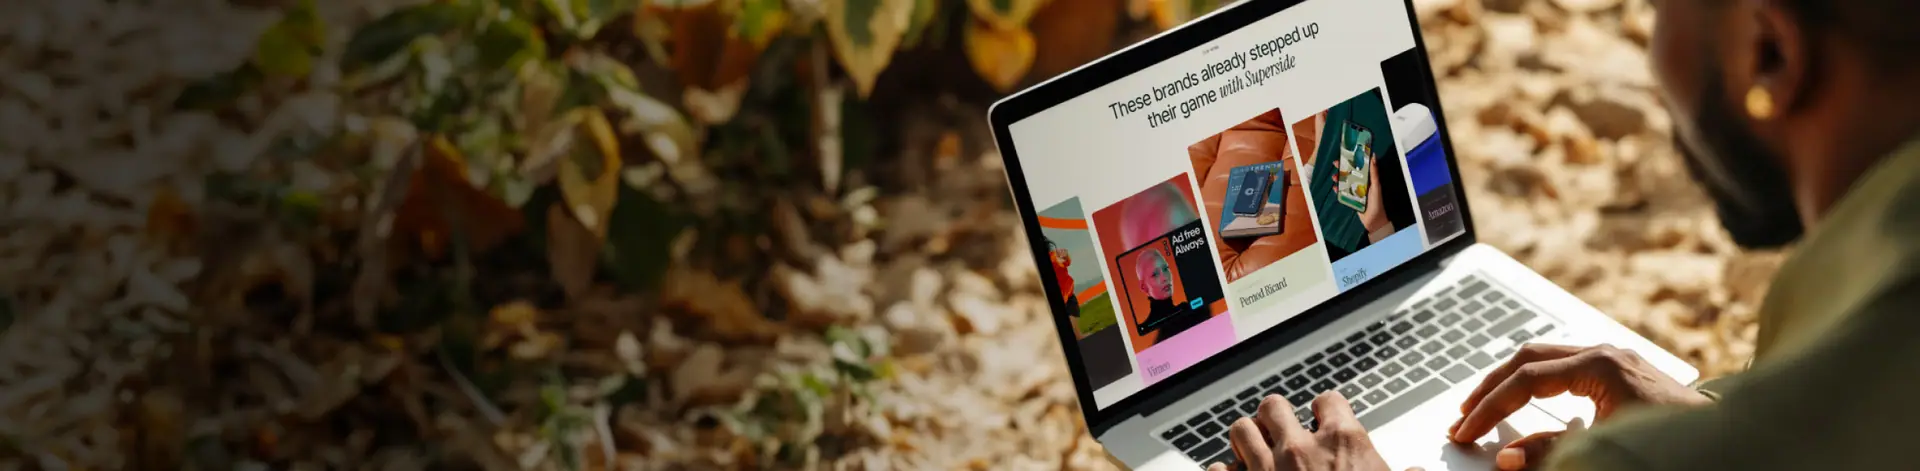 These brands already stepped up
their game with Superside
Ad free
Always
Vimeo
Pernod Ricard
Shopify
Amazon